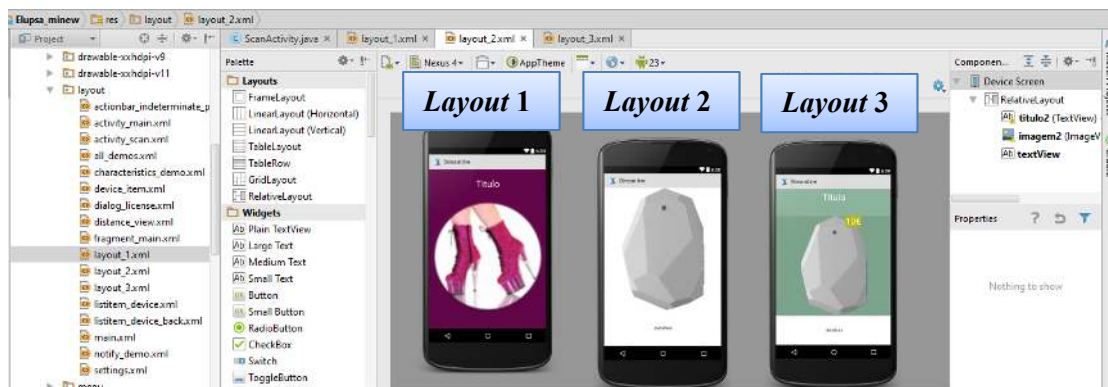 Elupsa_minew res layout layout_2.xml
Project ScanActivity.java × layout_1.xml × layout_2.xml × layout_3.xml ×
drawable-xxhdpi-v9
drawable-xxhdpi-v11
layout
actionbar_indeterminate_p
activity_main.xml
activity_scan.xml
all_demos.xml
characteristics_demo.xml
device_item.xml
dialog_license.xml
distance_view.xml
fragment_main.xml
layout_1.xml
layout_2.xml
layout_3.xml
listitem_device.xml
listitem_device_back.xml
main.xml
notify_demo.xml
settings.xml
menu
Palette
Layouts
FrameLayout
LinearLayout (Horizontal)
LinearLayout (Vertical)
TableLayout
TableRow
GridLayout
RelativeLayout
Widgets
Plain TextView
Large Text
Medium Text
Small Text
Button
Small Button
RadioButton
CheckBox
Switch
ToggleButton
Nexus 4 AppTheme 23
Layout 1 Layout 2 Layout 3
Titulo
Titulo
10€
Componen...
Device Screen
RelativeLayout
titulo2 (TextView)
imagem2 (ImageV
textView
Properties
Nothing to show